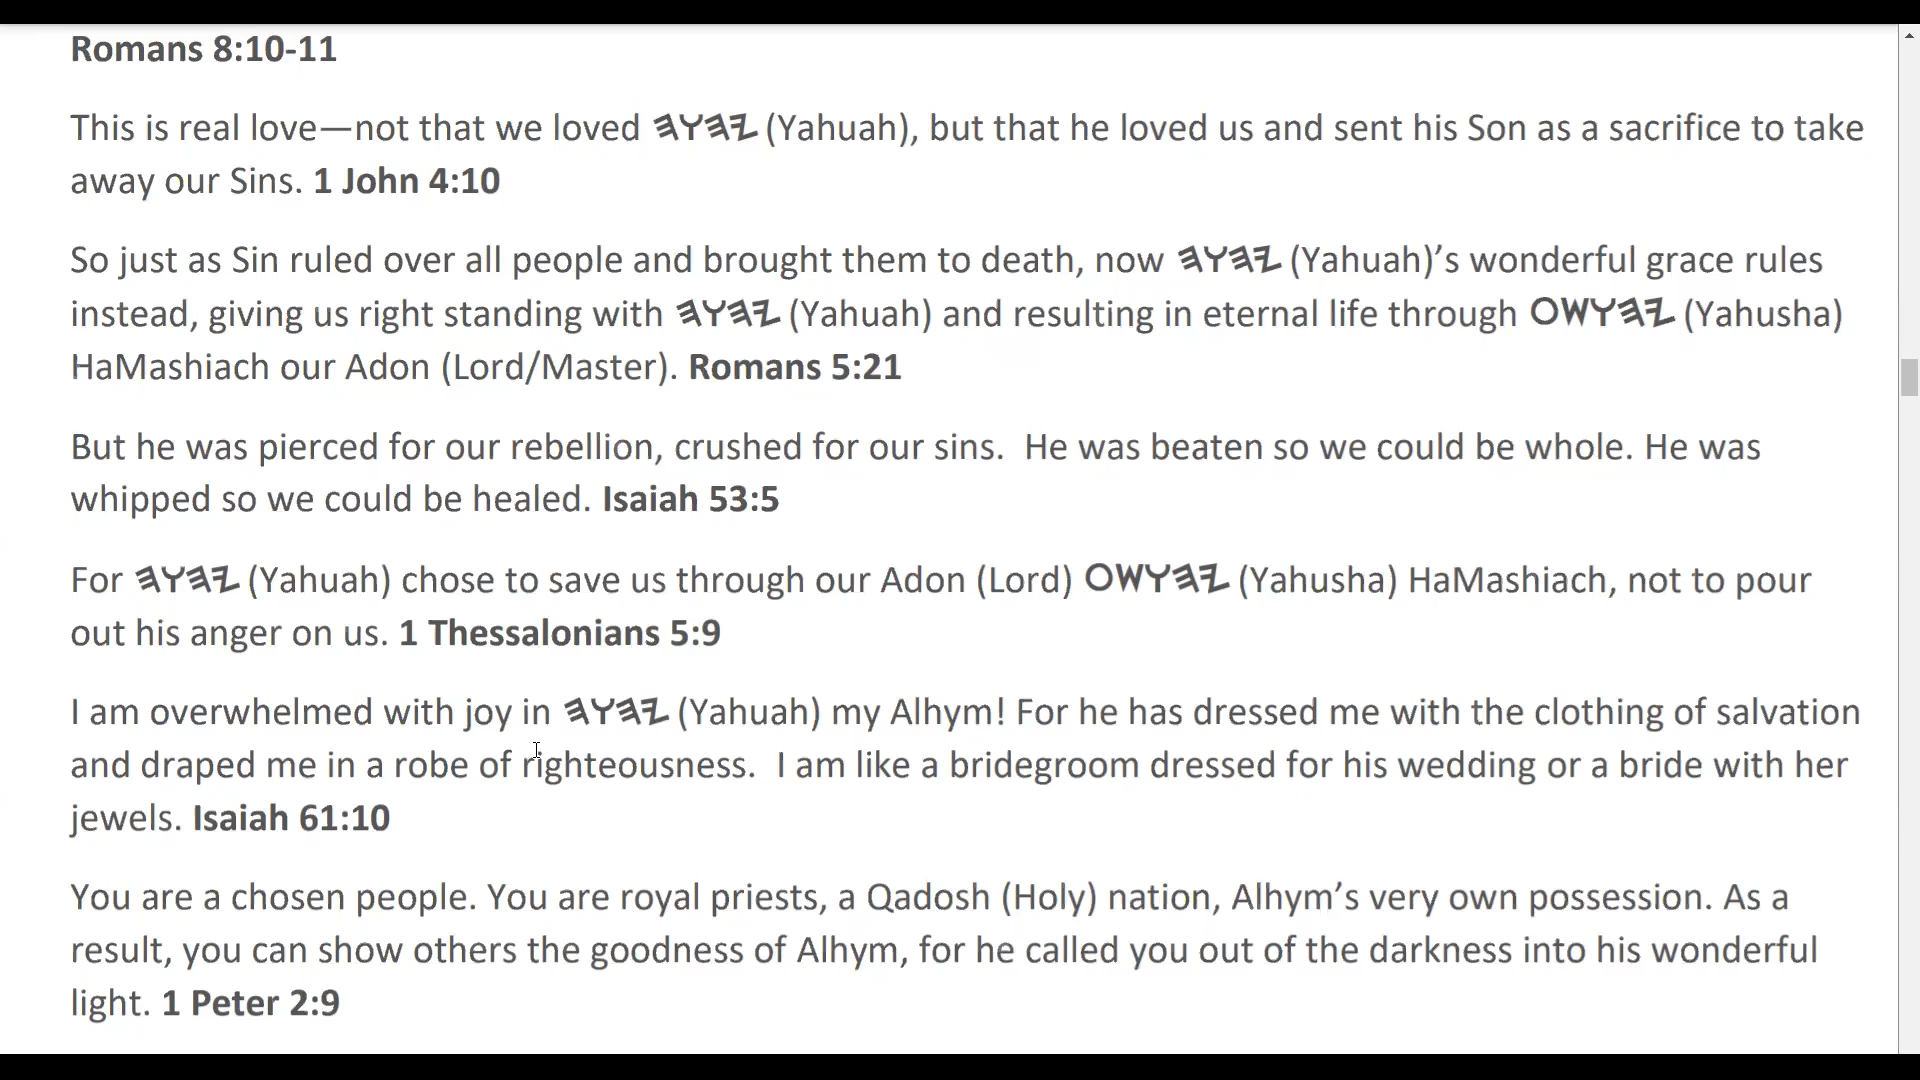 Romans 8:10-11
This is real love—not that we loved 𐤉𐤄𐤅𐤄 (Yahuah), but that he loved us and sent his Son as a sacrifice to take
away our Sins. 1 John 4:10
So just as Sin ruled over all people and brought them to death, now 𐤉𐤄𐤅𐤄 (Yahuah)’s wonderful grace rules
instead, giving us right standing with 𐤉𐤄𐤅𐤄 (Yahuah) and resulting in eternal life through 𐤉𐤄𐤅𐤔𐤏 (Yahusha)
HaMashiach our Adon (Lord/Master). Romans 5:21
But he was pierced for our rebellion, crushed for our sins.  He was beaten so we could be whole. He was
whipped so we could be healed. Isaiah 53:5
For 𐤉𐤄𐤅𐤄 (Yahuah) chose to save us through our Adon (Lord) 𐤉𐤄𐤅𐤔𐤏 (Yahusha) HaMashiach, not to pour
out his anger on us. 1 Thessalonians 5:9
I am overwhelmed with joy in 𐤉𐤄𐤅𐤄 (Yahuah) my Alhym! For he has dressed me with the clothing of salvation
and draped me in a robe of righteousness.  I am like a bridegroom dressed for his wedding or a bride with her
jewels. Isaiah 61:10
You are a chosen people. You are royal priests, a Qadosh (Holy) nation, Alhym’s very own possession. As a
result, you can show others the goodness of Alhym, for he called you out of the darkness into his wonderful
light. 1 Peter 2:9